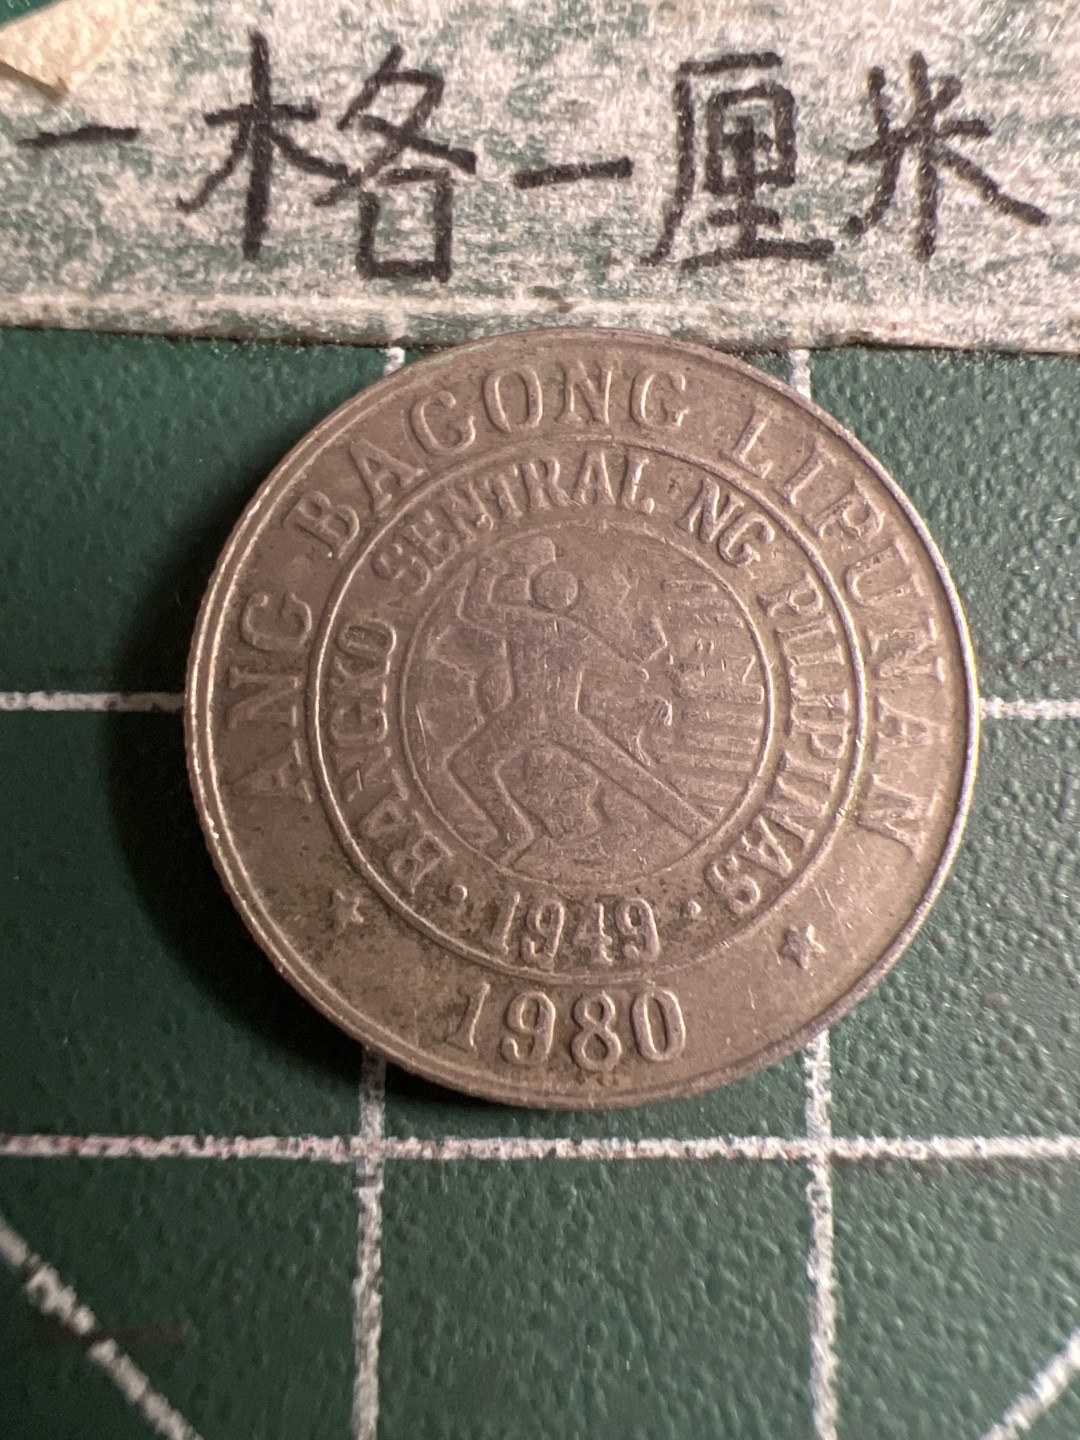 一格一厘米
ANG BAGONG LIPUNAN
BANGKO SENTRAL NG PILIPINAS
· 1949 ·
1980